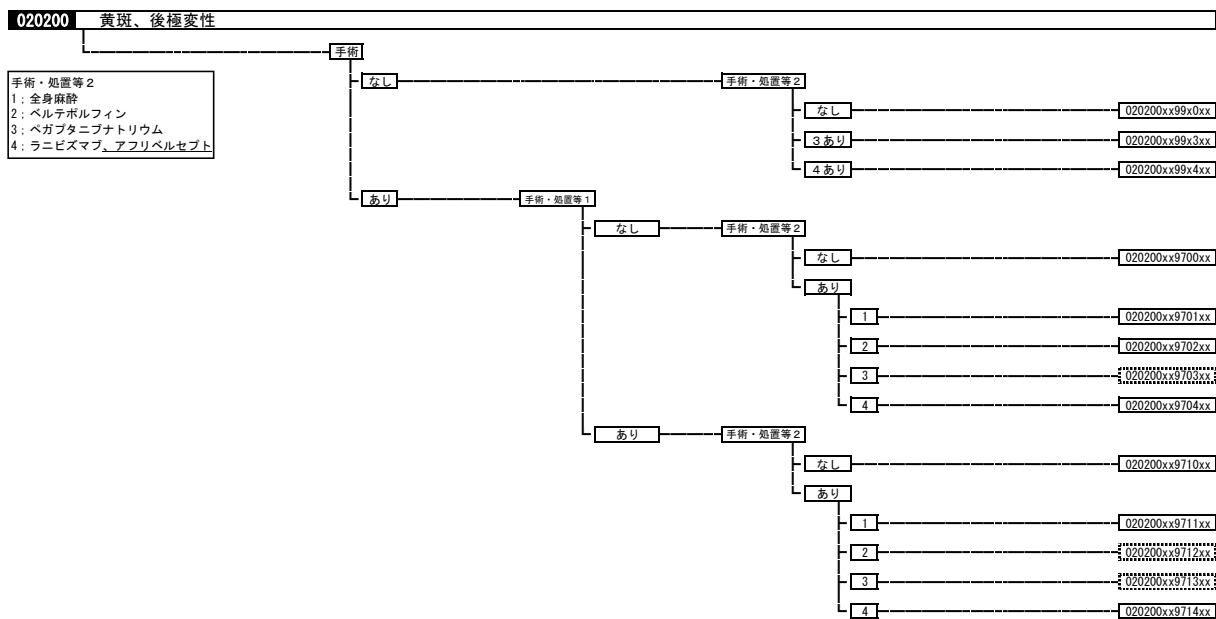 020200 黄斑、後極変性
手術
手術・処置等2
1；全身麻酔
2；ベルテポルフィン
3；ペガプタニブナトリウム
4；ラニビズマブ、アフリベルセプト
なし 手術・処置等2
なし 020200xx99x0xx
3あり 020200xx99x3xx
4あり 020200xx99x4xx
あり 手術・処置等1
なし 手術・処置等2
なし 020200xx9700xx
あり
1 020200xx9701xx
2 020200xx9702xx
3 020200xx9703xx
4 020200xx9704xx
あり 手術・処置等2
なし 020200xx9710xx
あり
1 020200xx9711xx
2 020200xx9712xx
3 020200xx9713xx
4 020200xx9714xx